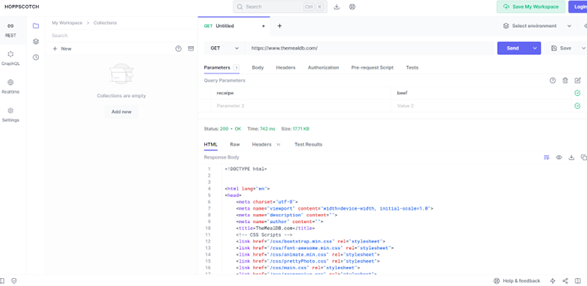 HOPPSCOTCH
Search
Ctrl
K
Save My Workspace
Login
REST
GraphQL
Realtime
Settings
My Workspace > Collections
Search
+ New
Collections are empty
Add new
GET Untitled
Select environment
GET
https://www.themealdb.com/
Send
Save
Parameters
Body
Headers
Authorization
Pre-request Script
Tests
Query Parameters
receipe
beef
Parameter 2
Value 2
Status: 200 • OK Time: 742 ms Size: 17.71 KB
HTML
Raw
Headers
Test Results
Response Body
1 <!DOCTYPE html>
2
3
4 <html lang="en">
5 <head>
6 <meta charset="utf-8">
7 <meta name="viewport" content="width=device-width, initial-scale=1.0">
8 <meta name="description" content="">
9 <meta name="author" content="">
10 <title>TheMealDB.com</title>
11 <!-- CSS Scripts -->
12 <link href="/css/bootstrap.min.css" rel="stylesheet">
13 <link href="/css/font-awesome.min.css" rel="stylesheet">
14 <link href="/css/animate.min.css" rel="stylesheet">
15 <link href="/css/prettyPhoto.css" rel="stylesheet">
16 <link href="/css/main.css" rel="stylesheet">
17
Help & feedback